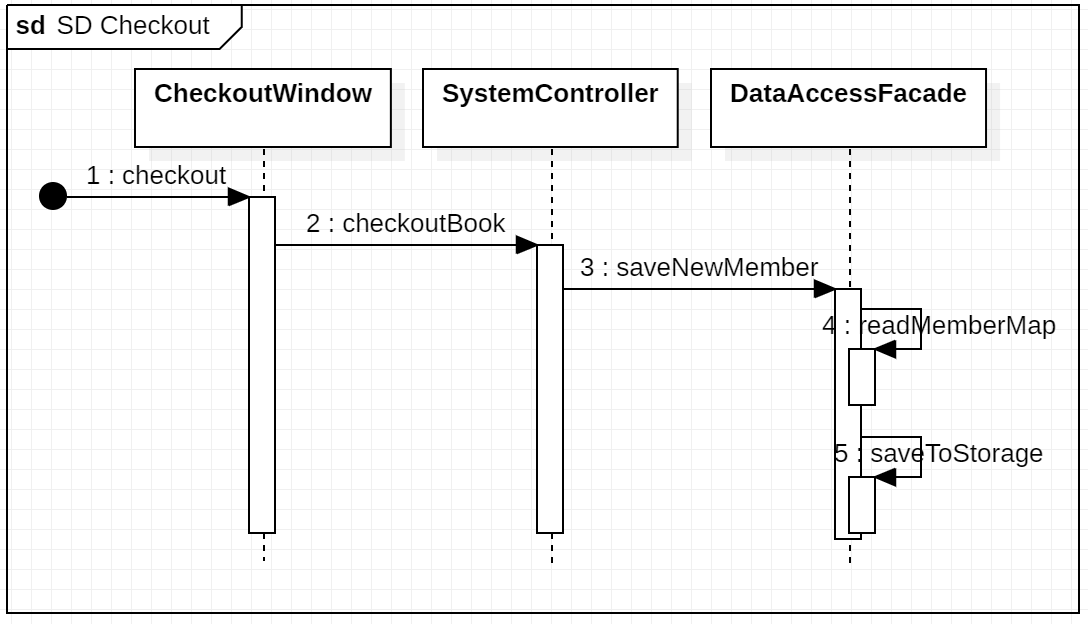 sd SD Checkout
CheckoutWindow
SystemController
DataAccessFacade
1 : checkout
2 : checkoutBook
3 : saveNewMember
4 : readMemberMap
5 : saveToStorage